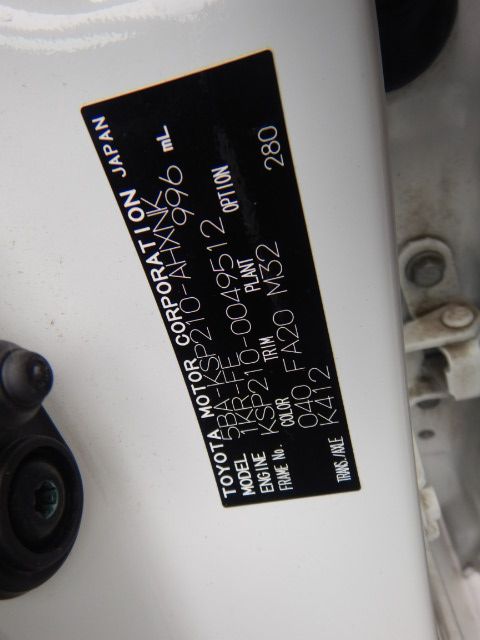 TOYOTA MOTOR CORPORATION JAPAN
MODEL 5BA-KSP210-AHXNK
ENGINE 1KR-FE 996 mL
FRAME No. KSP210-0049512
COLOR TRIM PLANT OPTION
040 FA20 M32 280
TRANS./AXLE K412